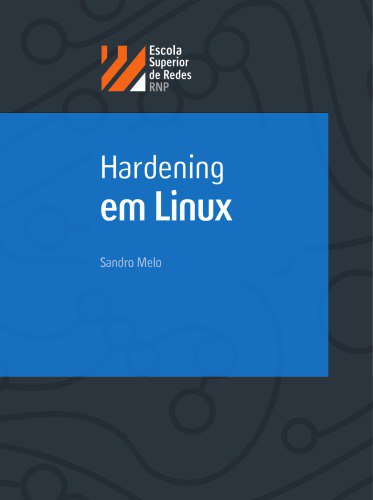 Escola
Superior
de Redes
RNP
Hardening
em Linux
Sandro Melo